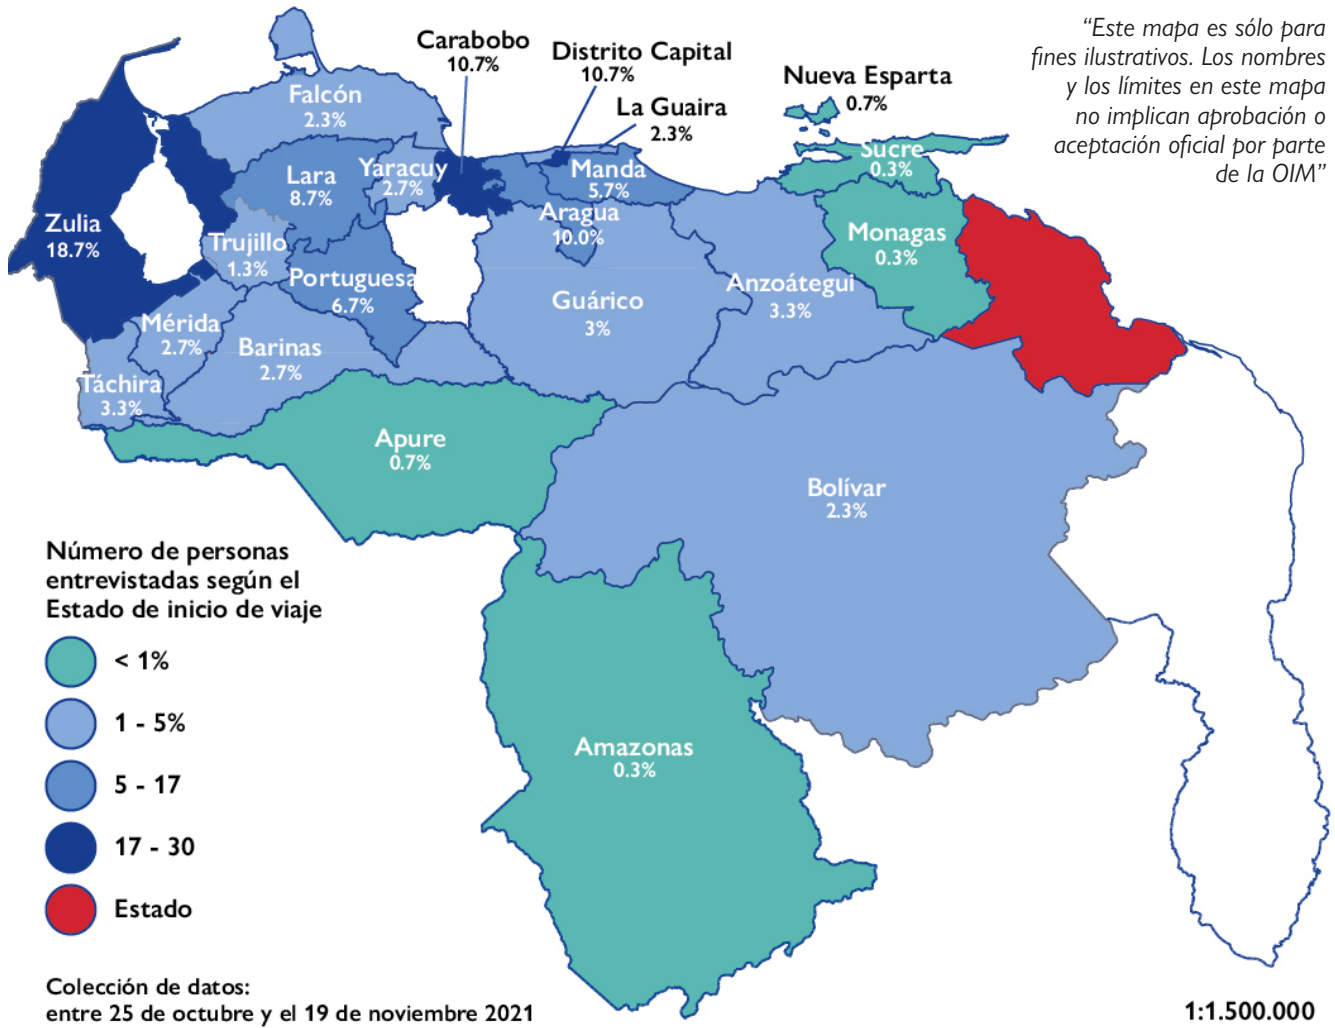 “Este mapa es sólo para
fines ilustrativos. Los nombres
y los límites en este mapa
no implican aprobación o
aceptación oficial por parte
de la OIM”
Carabobo
10.7%
Distrito Capital
10.7%
La Guaira
2.3%
Nueva Esparta
0.7%
Falcón
2.3%
Sucre
0.3%
Lara
8.7%
Yaracuy
2.7%
Manda
5.7%
Zulia
18.7%
Trujillo
1.3%
Aragua
10.0%
Monagas
0.3%
Portuguesa
6.7%
Guárico
3%
Anzoátegui
3.3%
Mérida
2.7%
Barinas
2.7%
Táchira
3.3%
Apure
0.7%
Bolívar
2.3%
Amazonas
0.3%
Número de personas
entrevistadas según el
Estado de inicio de viaje
< 1%
1 - 5%
5 - 17
17 - 30
Estado
Colección de datos:
entre 25 de octubre y el 19 de noviembre 2021
1:1.500.000